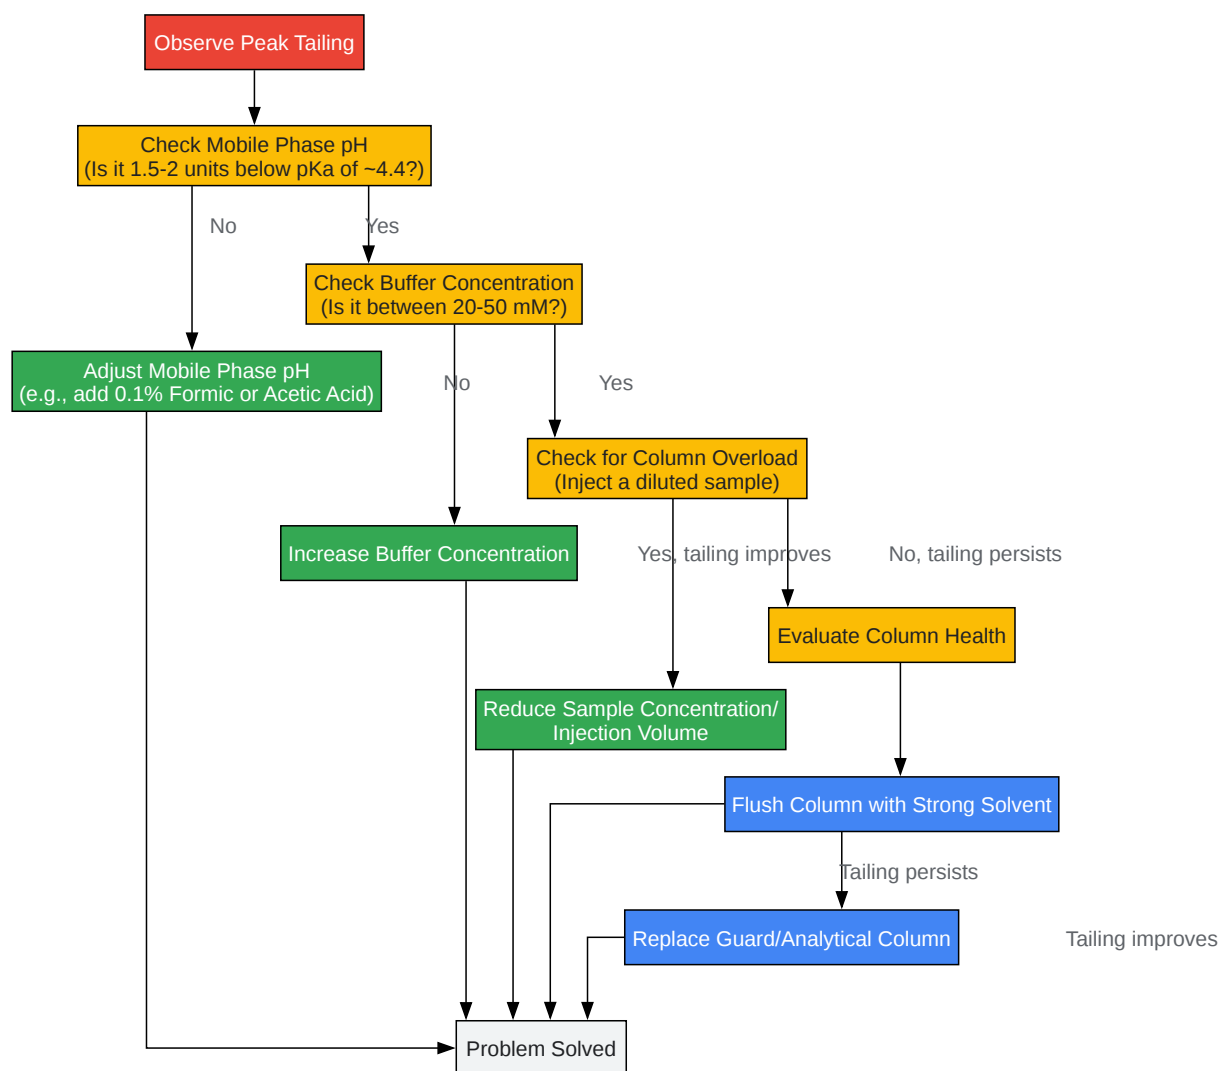 Observe Peak Tailing
Check Mobile Phase pH
(Is it 1.5-2 units below pKa of ~4.4?)
No
Yes
Check Buffer Concentration
(Is it between 20-50 mM?)
Adjust Mobile Phase pH
(e.g., add 0.1% Formic or Acetic Acid)
No
Yes
Check for Column Overload
(Inject a diluted sample)
Increase Buffer Concentration
Yes, tailing improves
No, tailing persists
Evaluate Column Health
Reduce Sample Concentration/
Injection Volume
Flush Column with Strong Solvent
Tailing persists
Replace Guard/Analytical Column
Tailing improves
Problem Solved